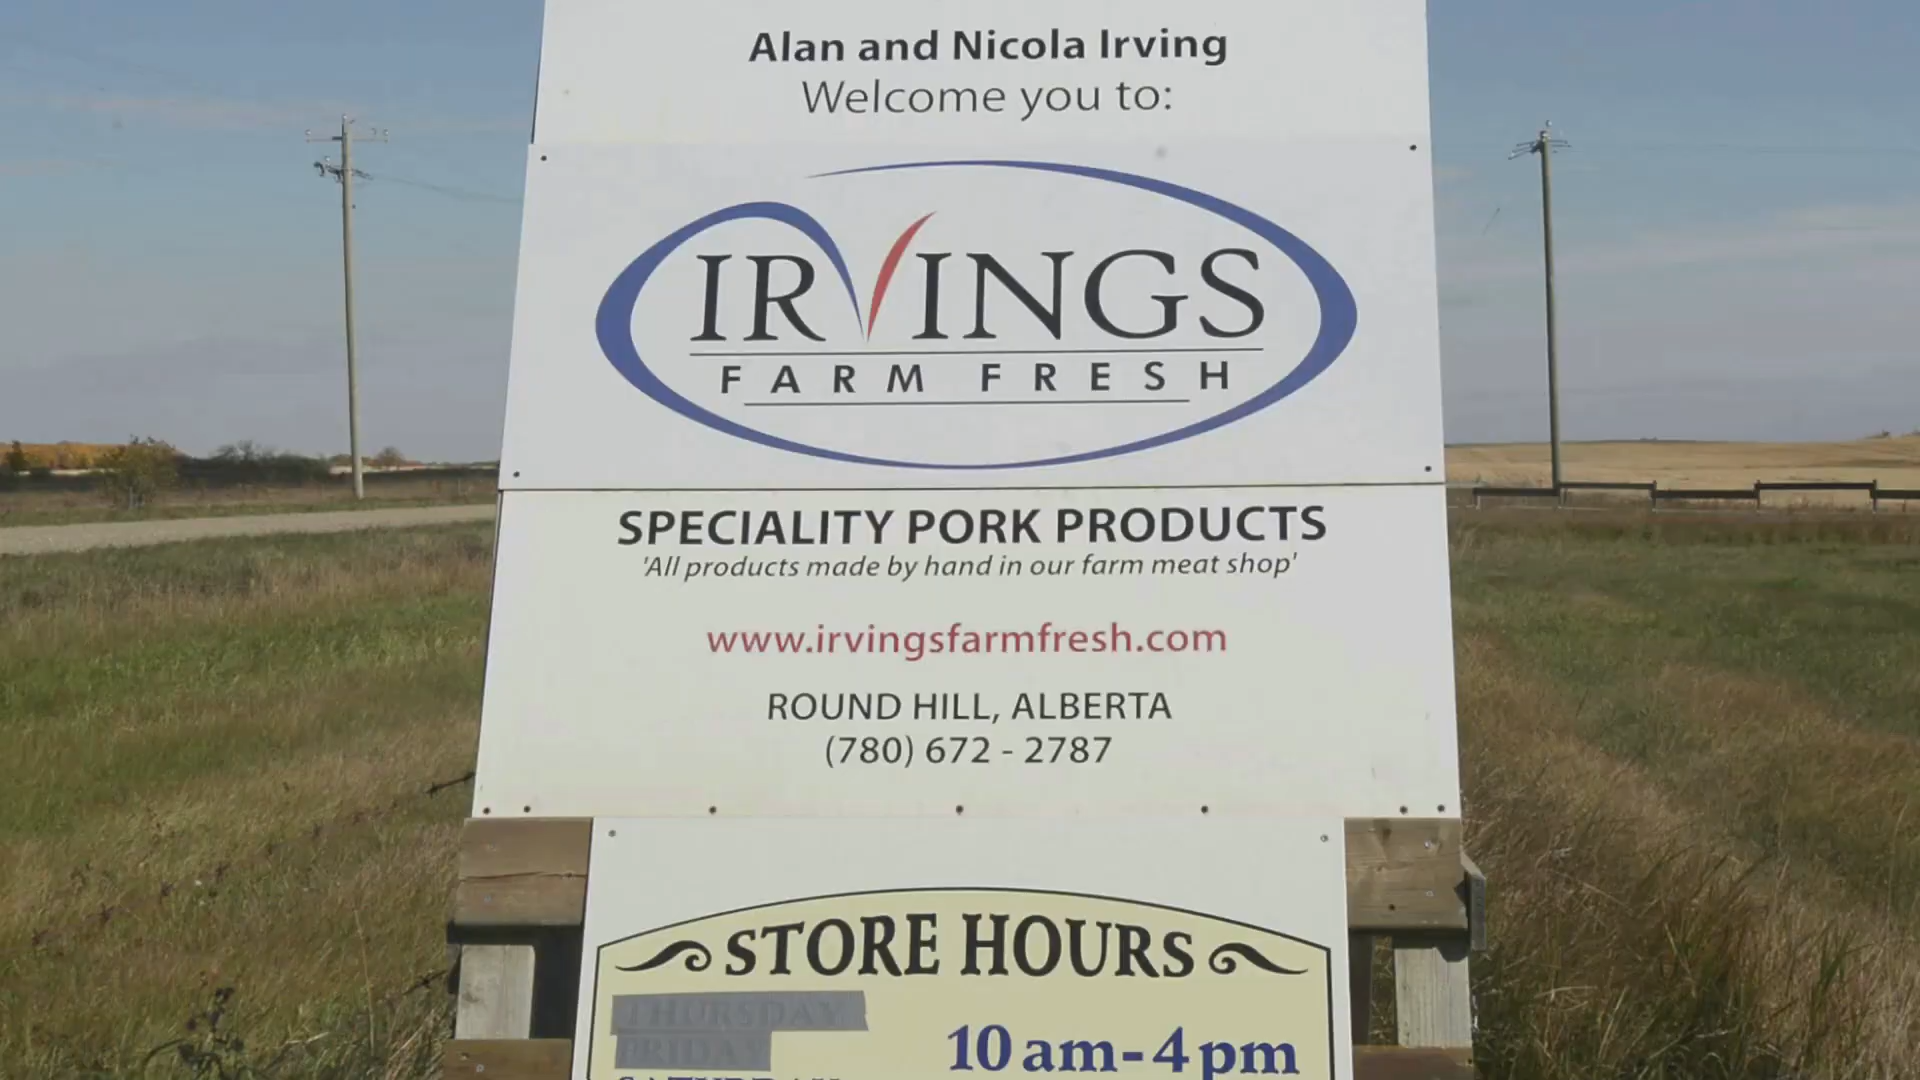 Alan and Nicola Irving
Welcome you to:
IRVINGS
FARM FRESH
SPECIALITY PORK PRODUCTS
'All products made by hand in our farm meat shop'
www.irvingsfarmfresh.com
ROUND HILL, ALBERTA
(780) 672 - 2787
STORE HOURS
THURSDAY
FRIDAY
10 am - 4 pm